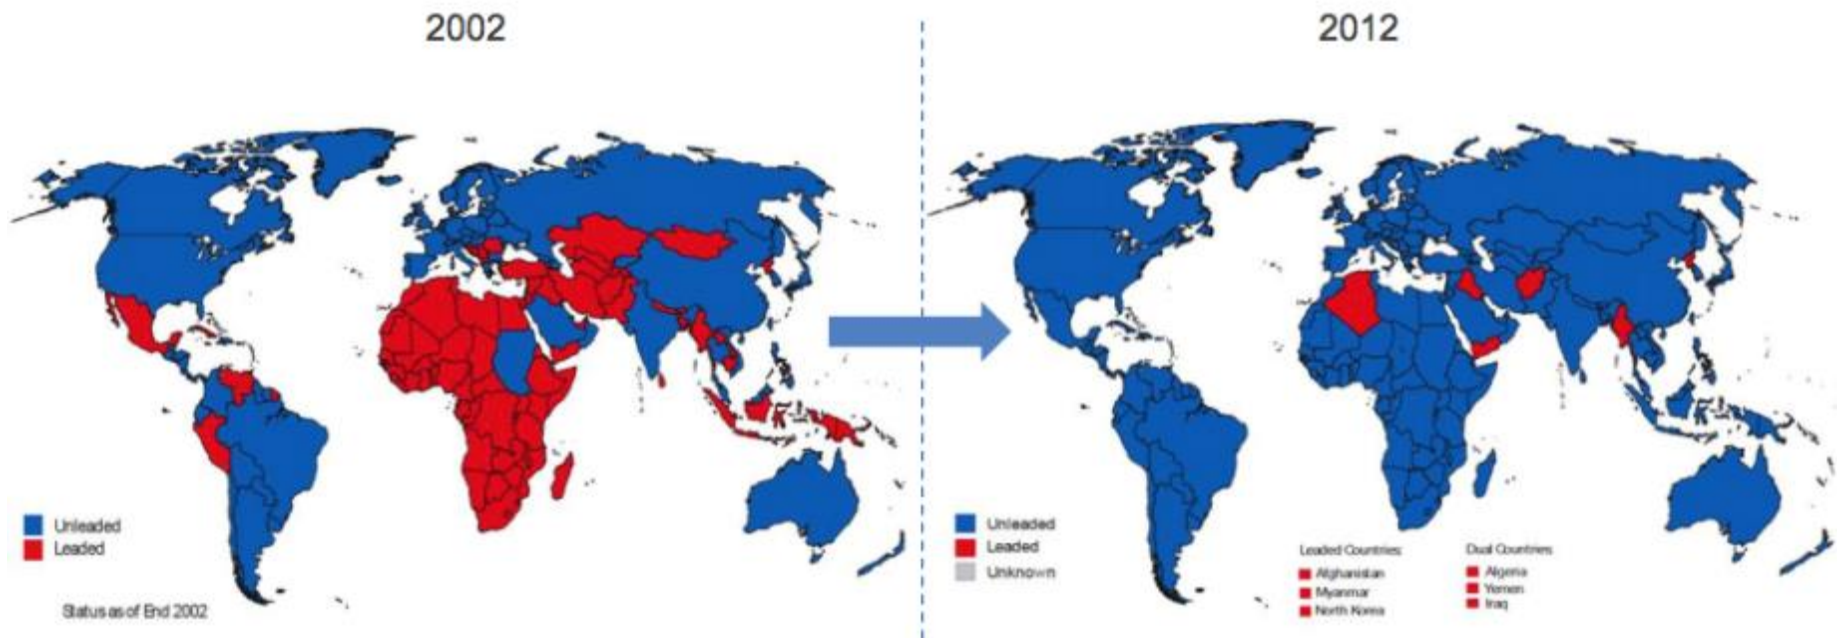 2002
Unleaded
Leaded
Status as of End 2002
2012
Unleaded
Leaded
Unknown
Leaded Countries:
Afghanistan
Myanmar
North Korea
Dual Countries
Algeria
Yemen
Iraq